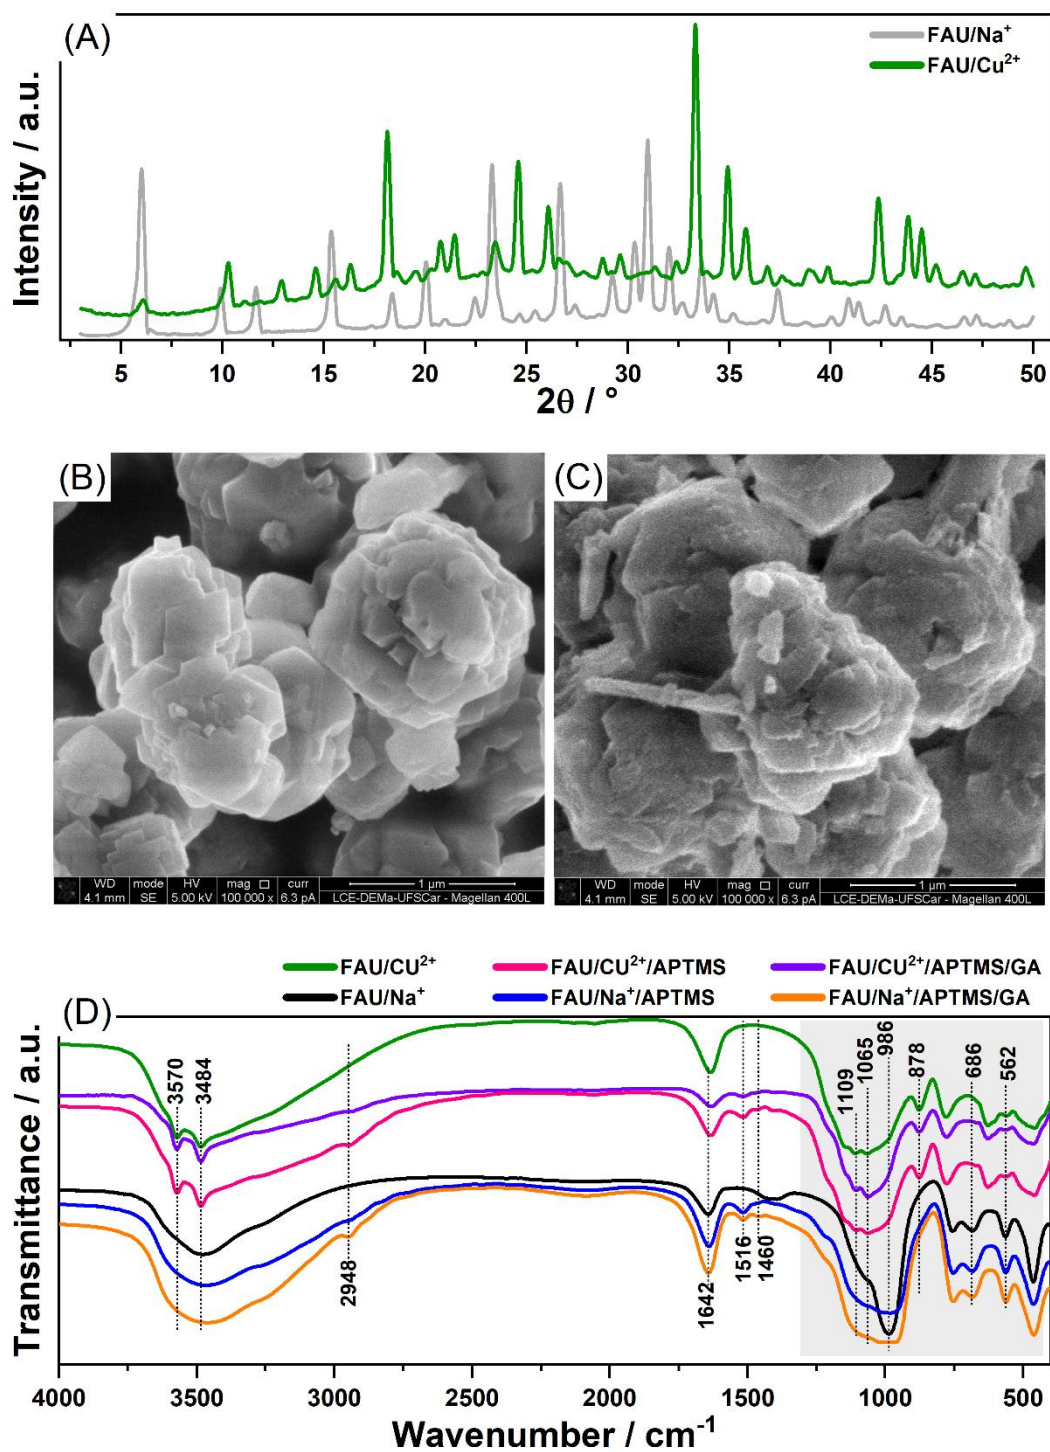 (A)
FAU/Na⁺
FAU/Cu²⁺
Intensity / a.u.
5 10 15 20 25 30 35 40 45 50
2θ / °
(B)
WD mode HV mag □ curr 1 µm
4.1 mm SE 5.00 kV 100 000 x 6.3 pA LCE-DEMa-UFSCar - Magellan 400L
(C)
WD mode HV mag □ curr 1 µm
4.1 mm SE 5.00 kV 100 000 x 6.3 pA LCE-DEMa-UFSCar - Magellan 400L
FAU/CU²⁺ FAU/CU²⁺/APTMS FAU/CU²⁺/APTMS/GA
FAU/Na⁺ FAU/Na⁺/APTMS FAU/Na⁺/APTMS/GA
(D)
Transmittance / a.u.
3570
3484
2948
1642
1516
1460
1109
1065
986
878
686
562
4000 3500 3000 2500 2000 1500 1000 500
Wavenumber / cm⁻¹